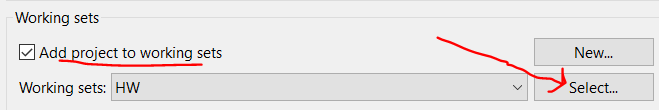 Working sets
Add project to working sets
New...
Working sets: HW
Select...